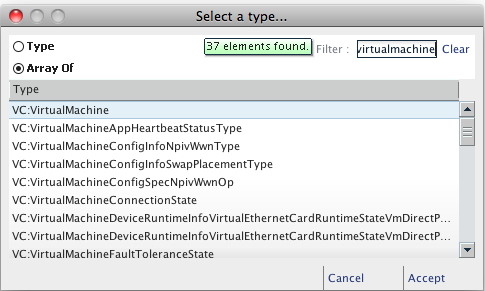 Select a type...
Type
37 elements found.
Filter : virtualmachine Clear
Array Of
Type
VC:VirtualMachine
VC:VirtualMachineAppHeartbeatStatusType
VC:VirtualMachineConfigInfoNpivWwnType
VC:VirtualMachineConfigInfoSwapPlacementType
VC:VirtualMachineConfigSpecNpivWwnOp
VC:VirtualMachineConnectionState
VC:VirtualMachineDeviceRuntimeInfoVirtualEthernetCardRuntimeStateVmDirectP...
VC:VirtualMachineDeviceRuntimeInfoVirtualEthernetCardRuntimeStateVmDirectP...
VC:VirtualMachineFaultToleranceState
Cancel Accept